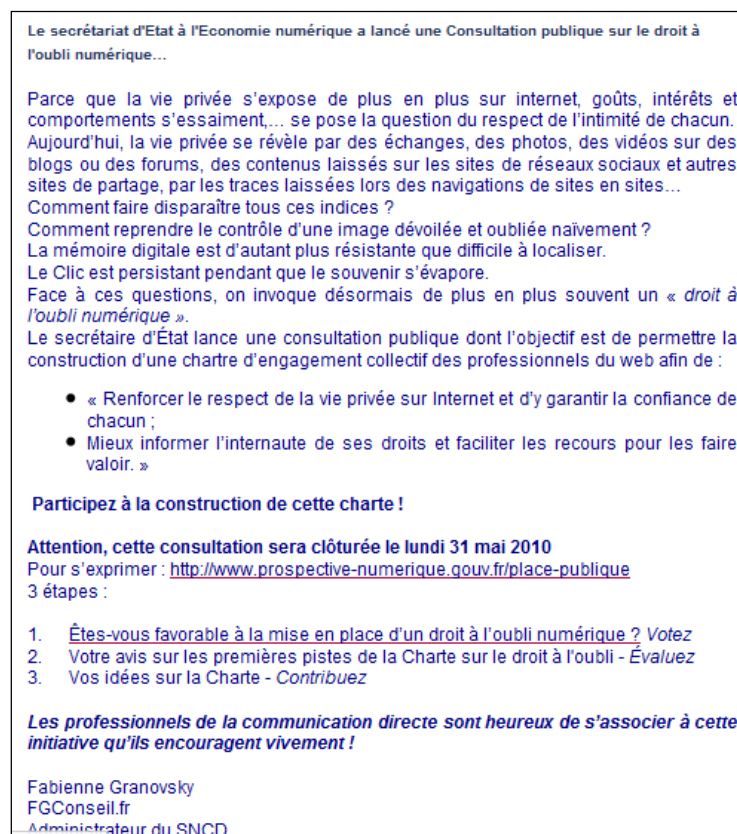 Le secrétariat d'Etat à l'Economie numérique a lancé une Consultation publique sur le droit à
l'oubli numérique…
Parce que la vie privée s'expose de plus en plus sur internet, goûts, intérêts et
comportements s'essaiment,… se pose la question du respect de l'intimité de chacun.
Aujourd'hui, la vie privée se révèle par des échanges, des photos, des vidéos sur des
blogs ou des forums, des contenus laissés sur les sites de réseaux sociaux et autres
sites de partage, par les traces laissées lors des navigations de sites en sites…
Comment faire disparaître tous ces indices ?
Comment reprendre le contrôle d'une image dévoilée et oubliée naïvement ?
La mémoire digitale est d'autant plus résistante que difficile à localiser.
Le Clic est persistant pendant que le souvenir s'évapore.
Face à ces questions, on invoque désormais de plus en plus souvent un « droit à
l'oubli numérique ».
Le secrétaire d'État lance une consultation publique dont l'objectif est de permettre la
construction d'une chartre d'engagement collectif des professionnels du web afin de :
● « Renforcer le respect de la vie privée sur Internet et d'y garantir la confiance de
chacun ;
● Mieux informer l'internaute de ses droits et faciliter les recours pour les faire
valoir. »
Participez à la construction de cette charte !
Attention, cette consultation sera clôturée le lundi 31 mai 2010
Pour s'exprimer : http://www.prospective-numerique.gouv.fr/place-publique
3 étapes :
1. Êtes-vous favorable à la mise en place d'un droit à l'oubli numérique ? Votez
2. Votre avis sur les premières pistes de la Charte sur le droit à l'oubli - Évaluez
3. Vos idées sur la Charte - Contribuez
Les professionnels de la communication directe sont heureux de s'associer à cette
initiative qu'ils encouragent vivement !
Fabienne Granovsky
FGConseil.fr
Administrateur du SNCD